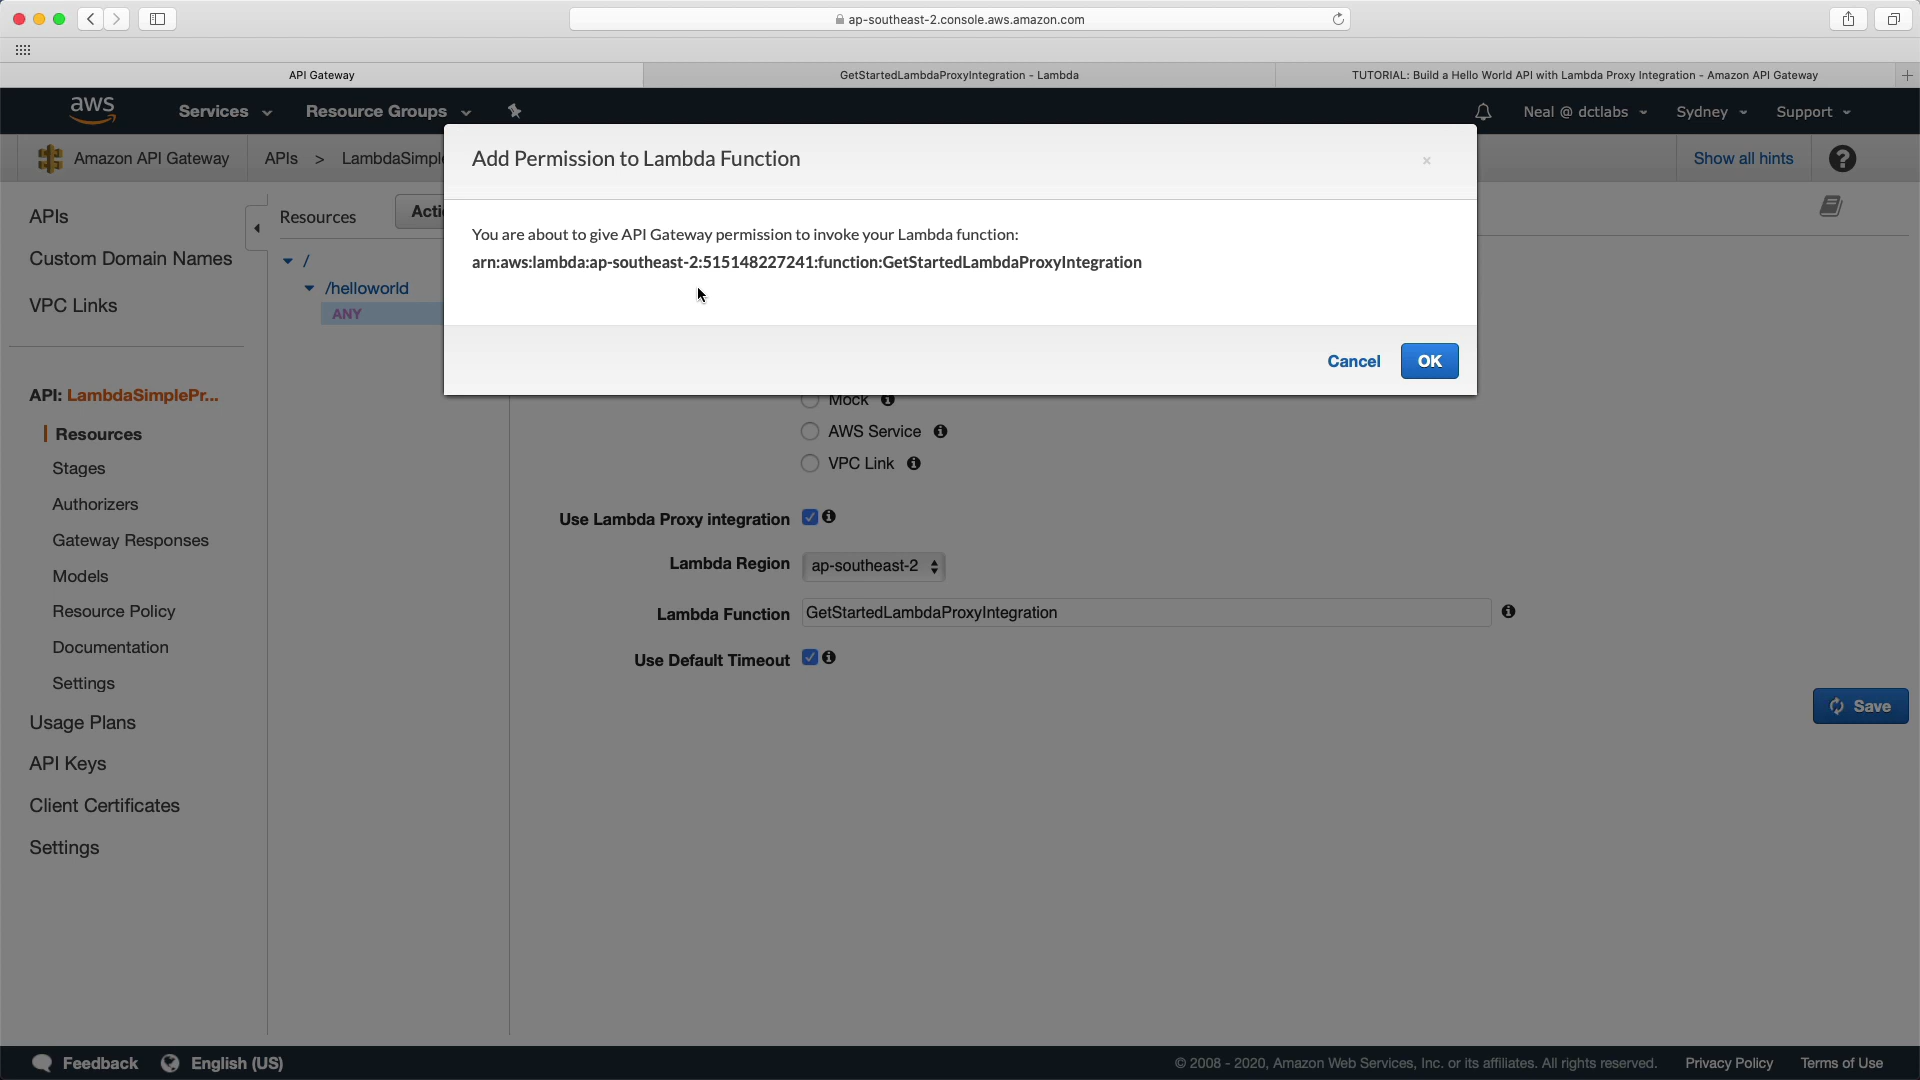 ap-southeast-2.console.aws.amazon.com
API Gateway
GetStartedLambdaProxyIntegration - Lambda
TUTORIAL: Build a Hello World API with Lambda Proxy Integration - Amazon API Gateway
aws
Services
Resource Groups
Neal @ dctlabs
Sydney
Support
Amazon API Gateway
APIs > LambdaSimple
Show all hints
Add Permission to Lambda Function
You are about to give API Gateway permission to invoke your Lambda function:
arn:aws:lambda:ap-southeast-2:515148227241:function:GetStartedLambdaProxyIntegration
Cancel
OK
APIs
Custom Domain Names
VPC Links
API: LambdaSimplePr...
Resources
Stages
Authorizers
Gateway Responses
Models
Resource Policy
Documentation
Settings
Usage Plans
API Keys
Client Certificates
Settings
Resources
Acti
/
/helloworld
ANY
Mock
AWS Service
VPC Link
Use Lambda Proxy integration
Lambda Region
ap-southeast-2
Lambda Function
GetStartedLambdaProxyIntegration
Use Default Timeout
Save
Feedback
English (US)
© 2008 - 2020, Amazon Web Services, Inc. or its affiliates. All rights reserved.
Privacy Policy
Terms of Use